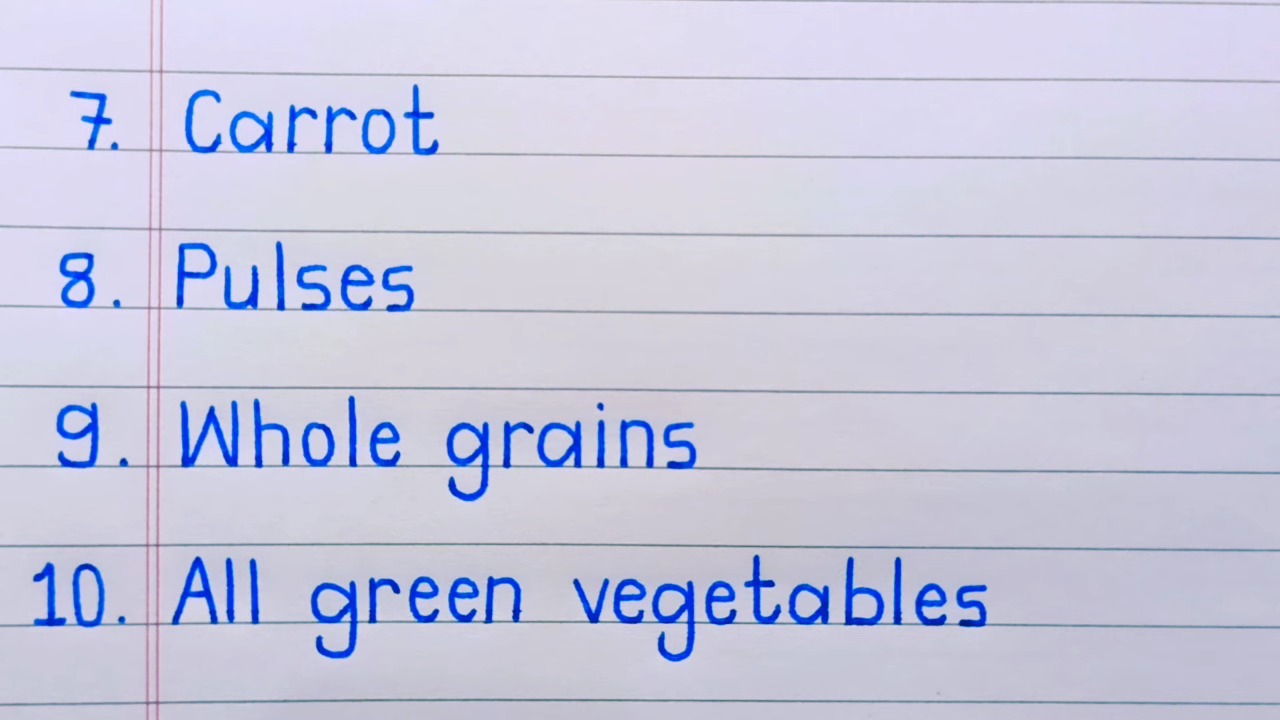 7. Carrot
8. Pulses
9. Whole grains
10. All green vegetables